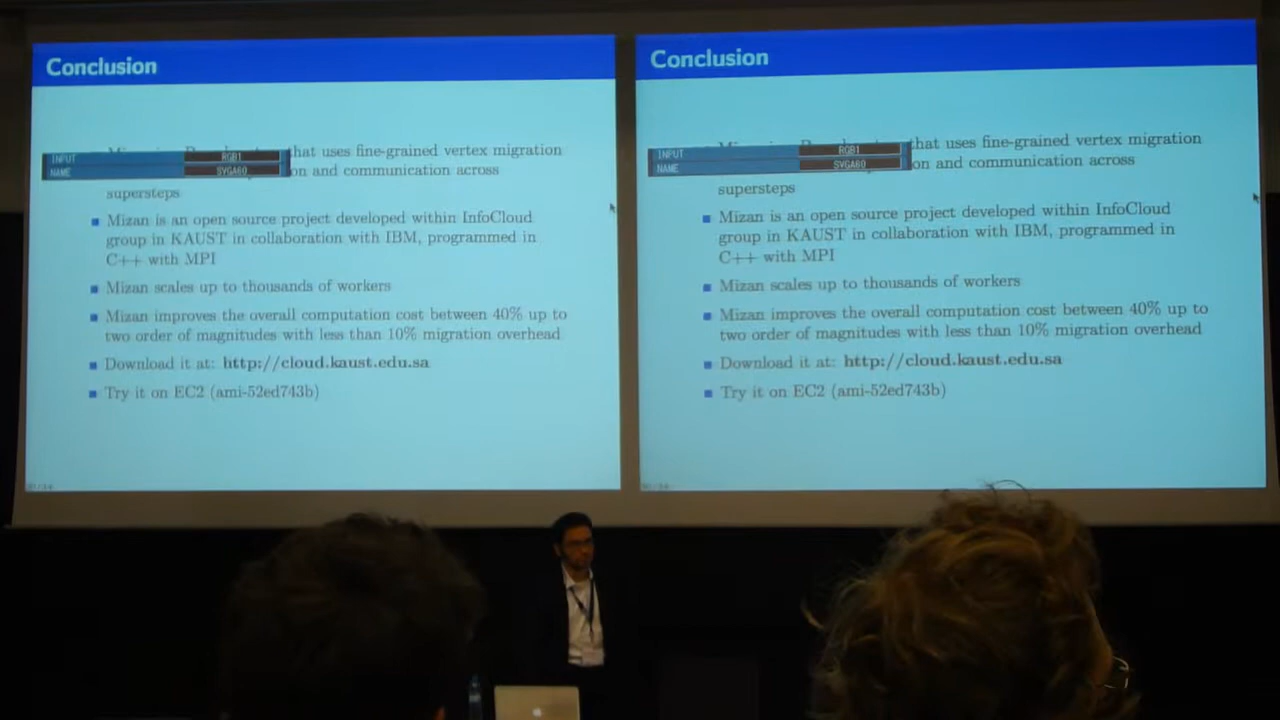 Conclusion
INPUT RGB1
NAME SVGA60
that uses fine-grained vertex migration
on and communication across
supersteps
Mizan is an open source project developed within InfoCloud
group in KAUST in collaboration with IBM, programmed in
C++ with MPI
Mizan scales up to thousands of workers
Mizan improves the overall computation cost between 40% up to
two order of magnitudes with less than 10% migration overhead
Download it at: http://cloud.kaust.edu.sa
Try it on EC2 (ami-52ed743b)
Conclusion
INPUT RGB1
NAME SVGA60
that uses fine-grained vertex migration
on and communication across
supersteps
Mizan is an open source project developed within InfoCloud
group in KAUST in collaboration with IBM, programmed in
C++ with MPI
Mizan scales up to thousands of workers
Mizan improves the overall computation cost between 40% up to
two order of magnitudes with less than 10% migration overhead
Download it at: http://cloud.kaust.edu.sa
Try it on EC2 (ami-52ed743b)